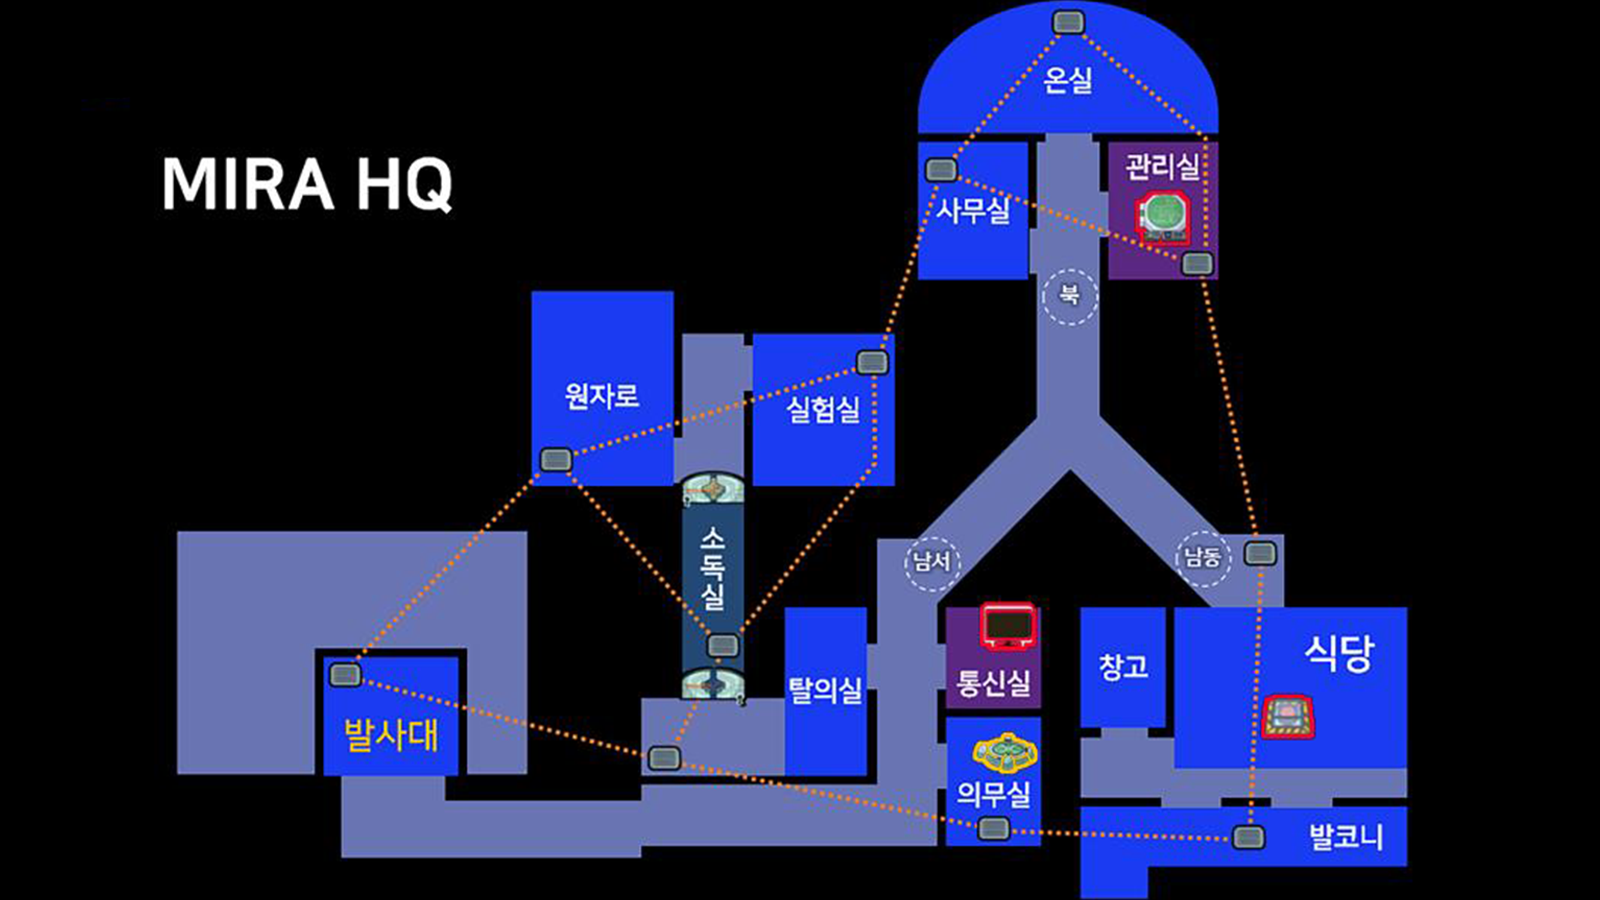 온실
MIRA HQ
관리실
사무실
북
원자로
실험실
소독실
남서
남동
식당
창고
통신실
탈의실
발사대
의무실
발코니